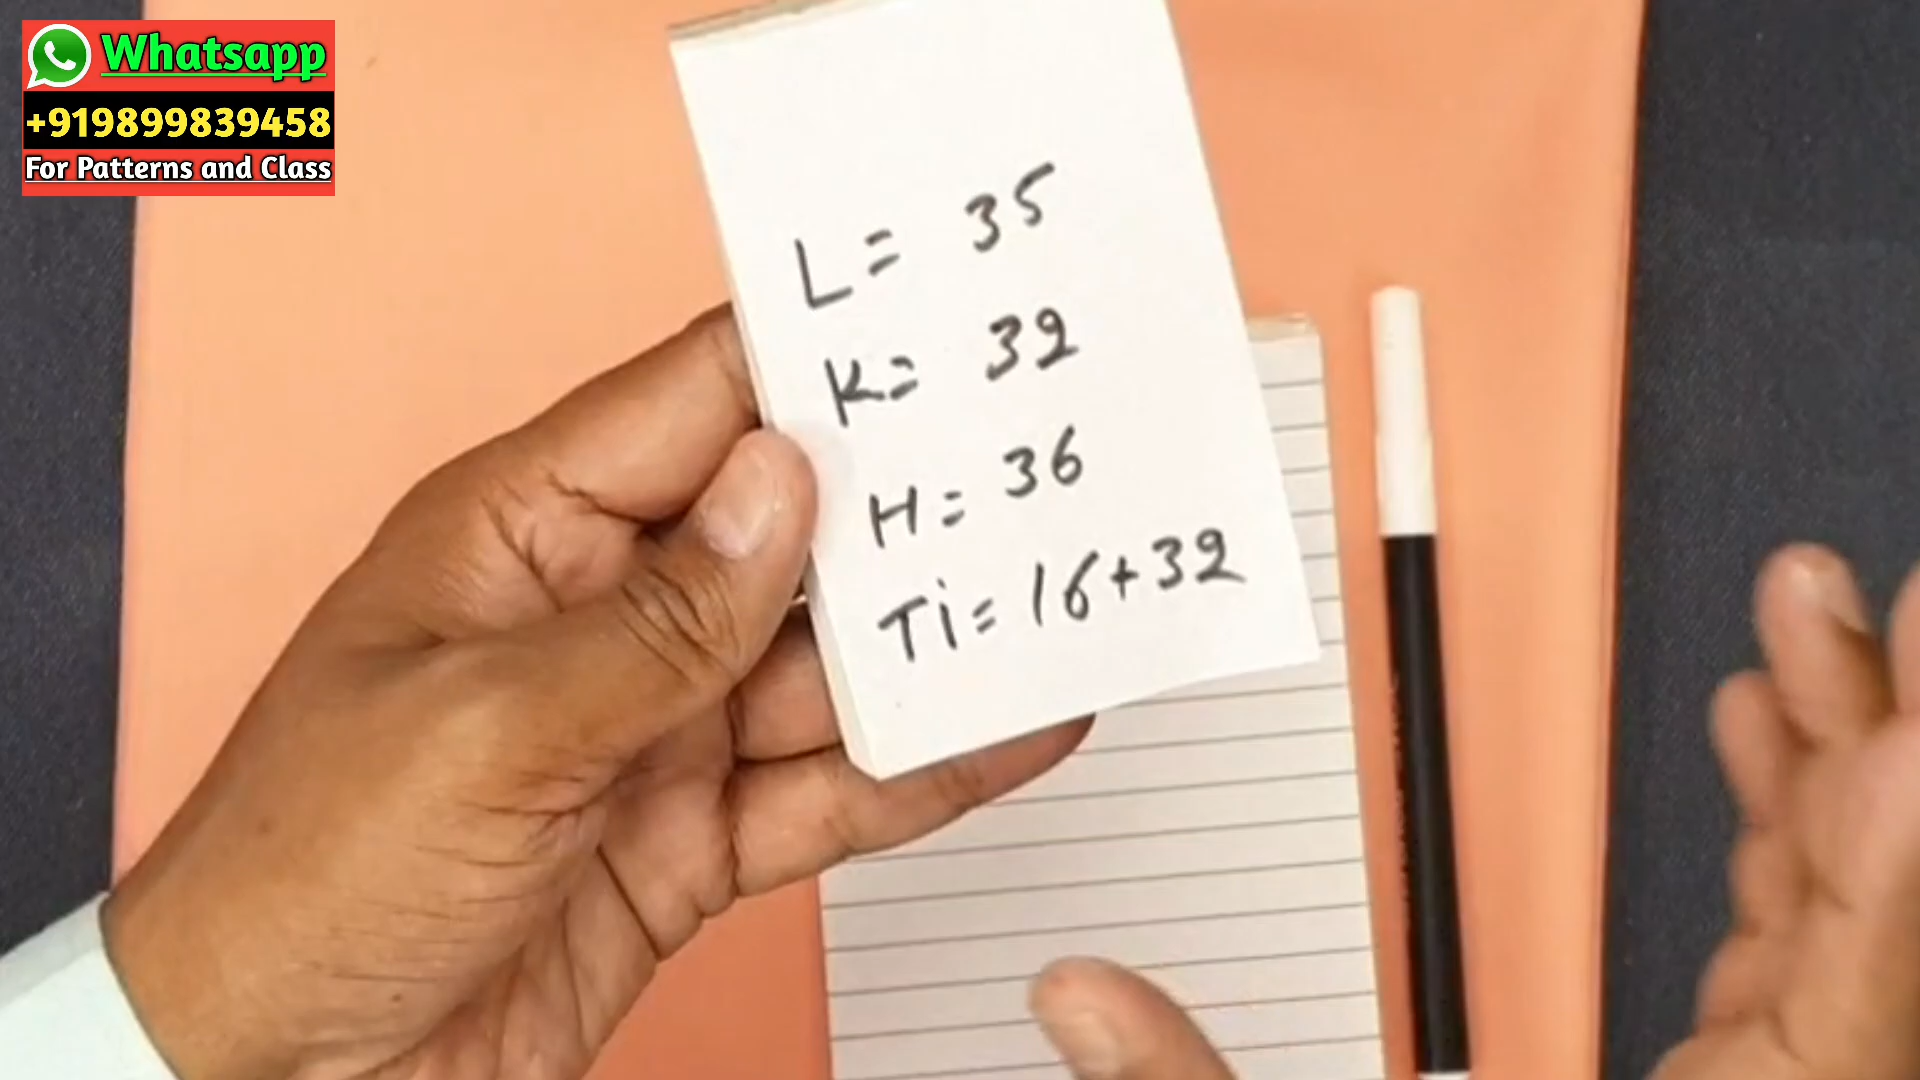 Whatsapp
+919899839458
For Patterns and Class
L = 35
K = 32
H = 36
Ti = 16+32